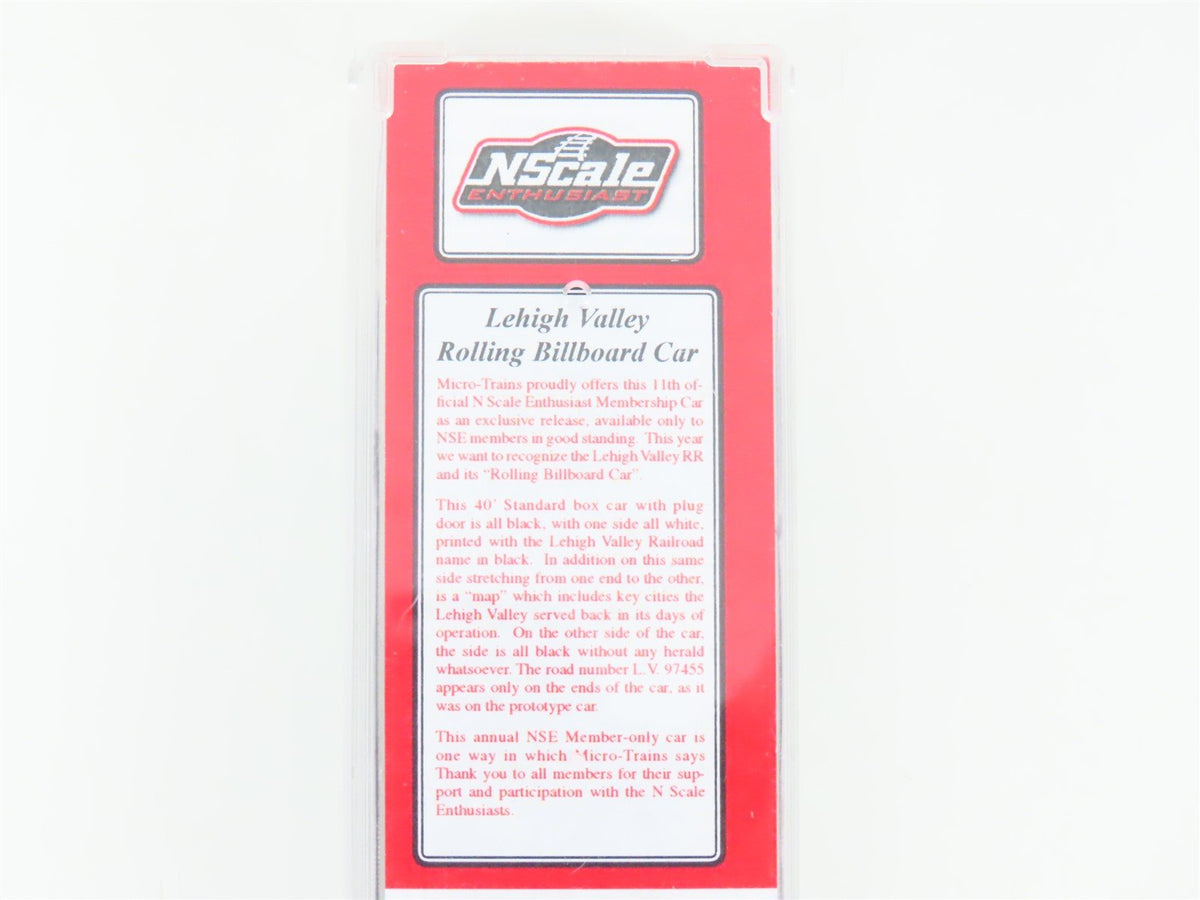 NScale
ENTHUSIAST
Lehigh Valley
Rolling Billboard Car
Micro-Trains proudly offers this 11th of-
ficial N Scale Enthusiast Membership Car
as an exclusive release, available only to
NSE members in good standing. This year
we want to recognize the Lehigh Valley RR
and its “Rolling Billboard Car”.
This 40’ Standard box car with plug
door is all black, with one side all white,
printed with the Lehigh Valley Railroad
name in black. In addition on this same
side stretching from one end to the other,
is a “map” which includes key cities the
Lehigh Valley served back in its days of
operation. On the other side of the car,
the side is all black without any herald
whatsoever. The road number L.V. 97455
appears only on the ends of the car, as it
was on the prototype car.
This annual NSE Member-only car is
one way in which Micro-Trains says
Thank you to all members for their sup-
port and participation with the N Scale
Enthusiasts.